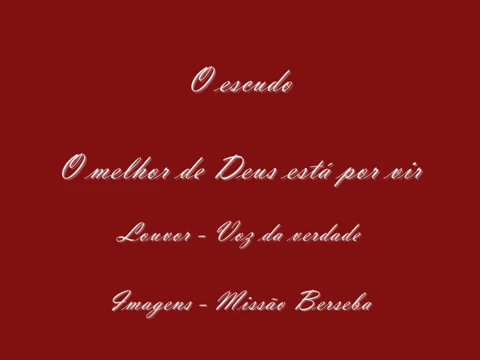 O escudo
O melhor de Deus está por vir
Louvor - Voz da verdade
Imagens - Missão Berseba